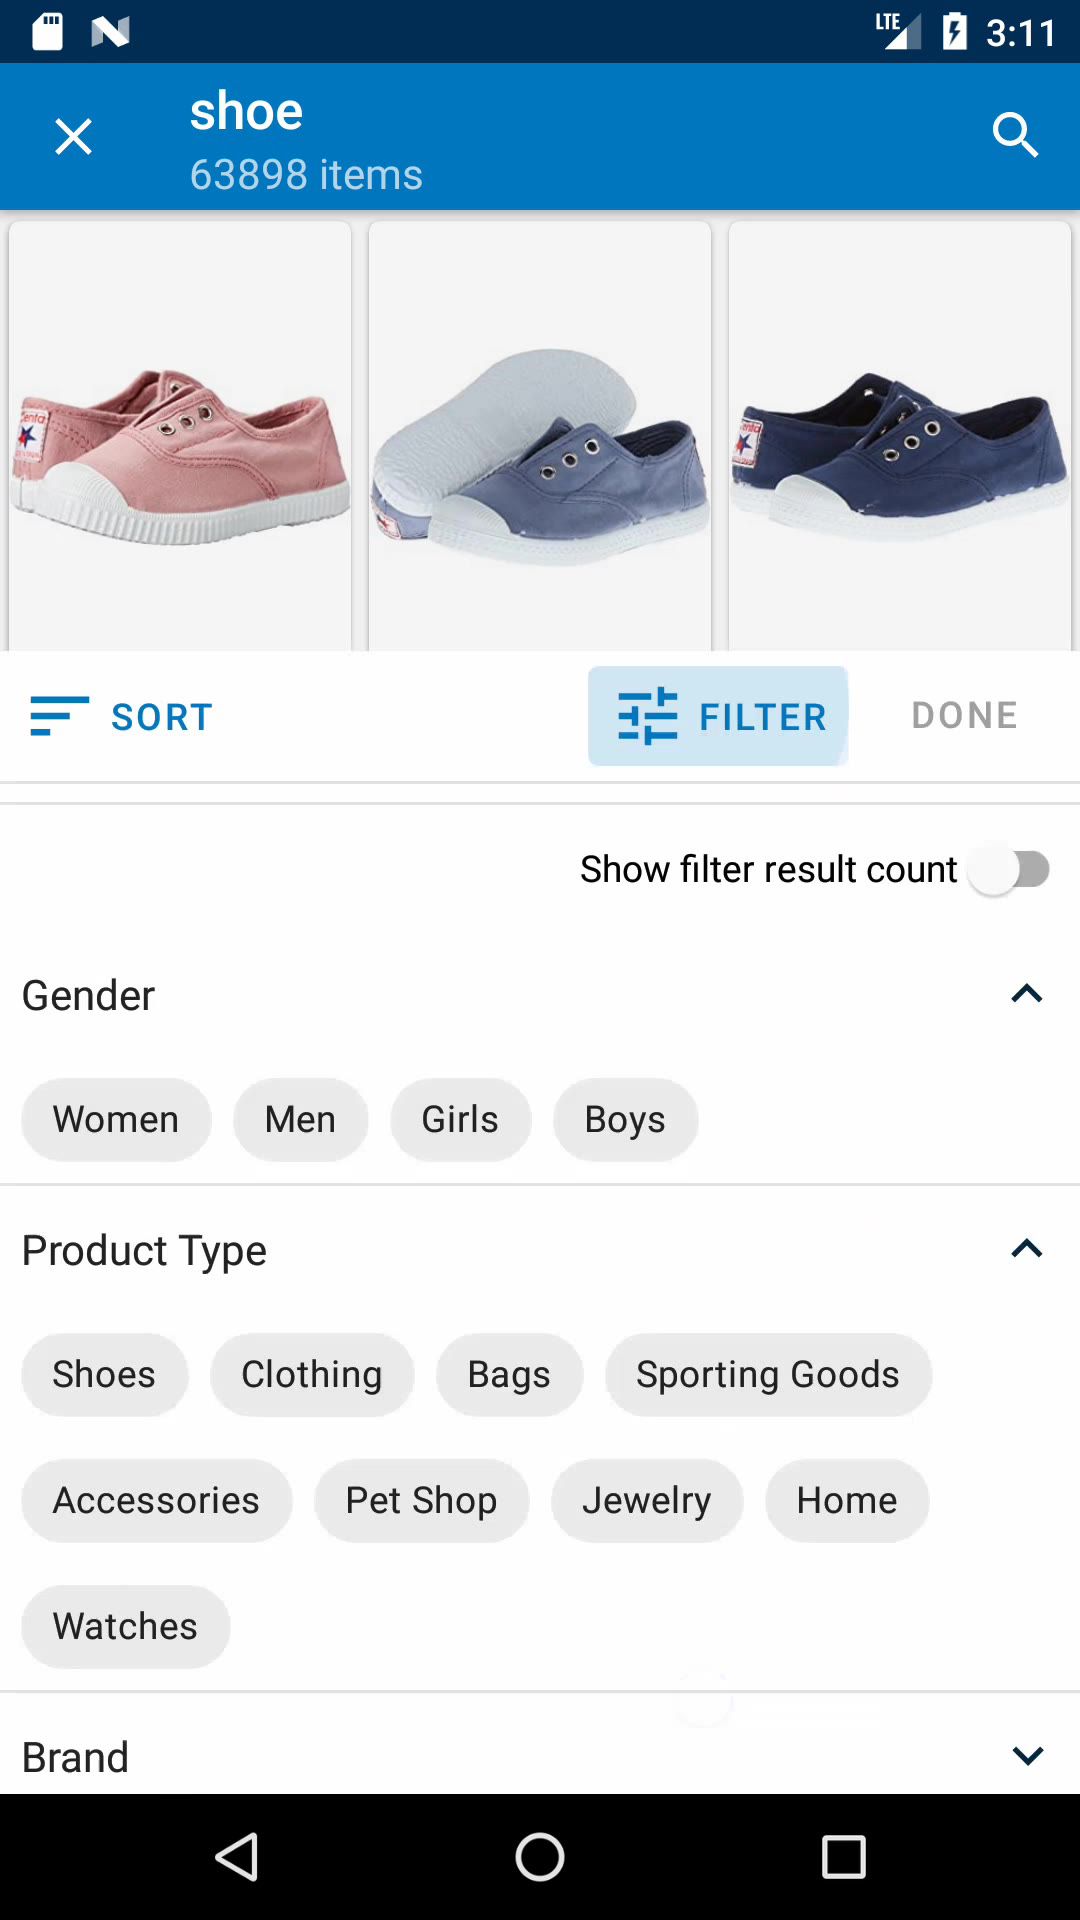 LTE 3:11
shoe
63898 items
SORT FILTER DONE
Show filter result count
Gender
Women Men Girls Boys
Product Type
Shoes Clothing Bags Sporting Goods
Accessories Pet Shop Jewelry Home
Watches
Brand